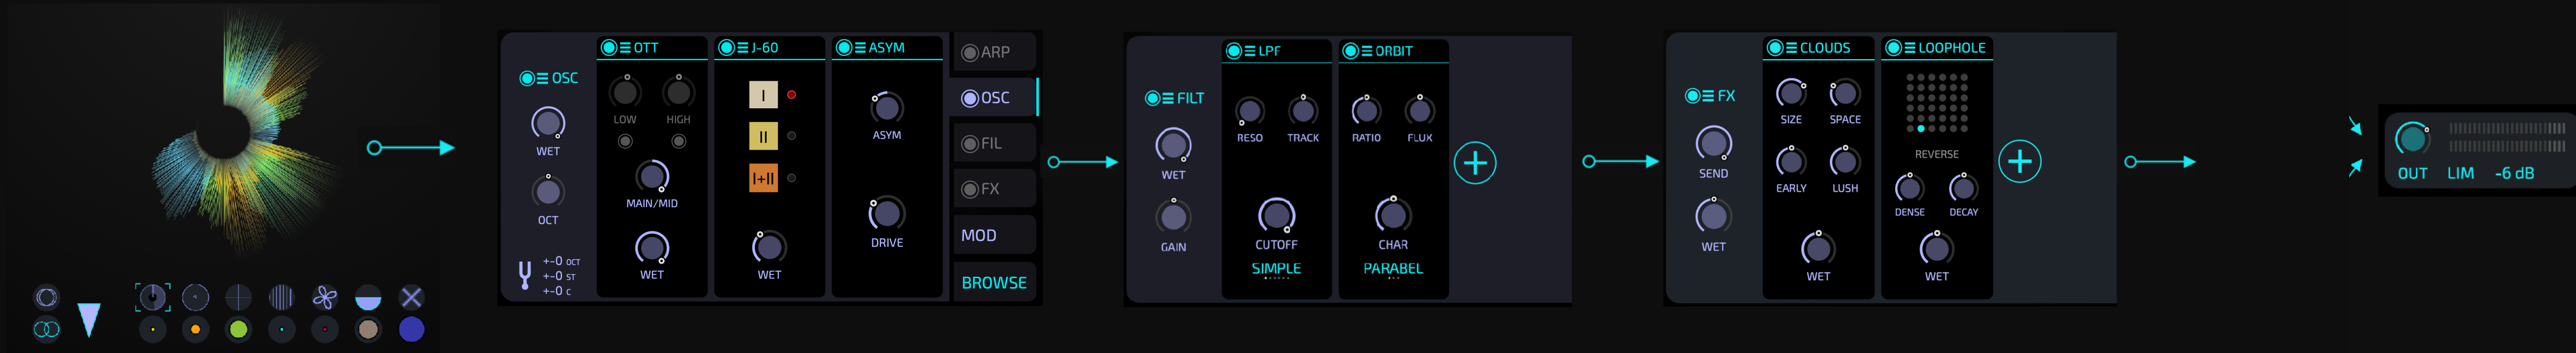 OSC
WET
OCT
+-0 OCT
+-0 ST
+-0 C
OTT
LOW HIGH
MAIN/MID
WET
J-60
I
II
I+II
WET
ASYM
ASYM
DRIVE
ARP
OSC
FIL
FX
MOD
BROWSE
FILT
WET
GAIN
LPF
RESO TRACK
CUTOFF
SIMPLE
ORBIT
RATIO FLUX
CHAR
PARABEL
FX
SEND
WET
CLOUDS
SIZE SPACE
EARLY LUSH
WET
LOOPHOLE
REVERSE
DENSE DECAY
WET
OUT LIM -6 dB